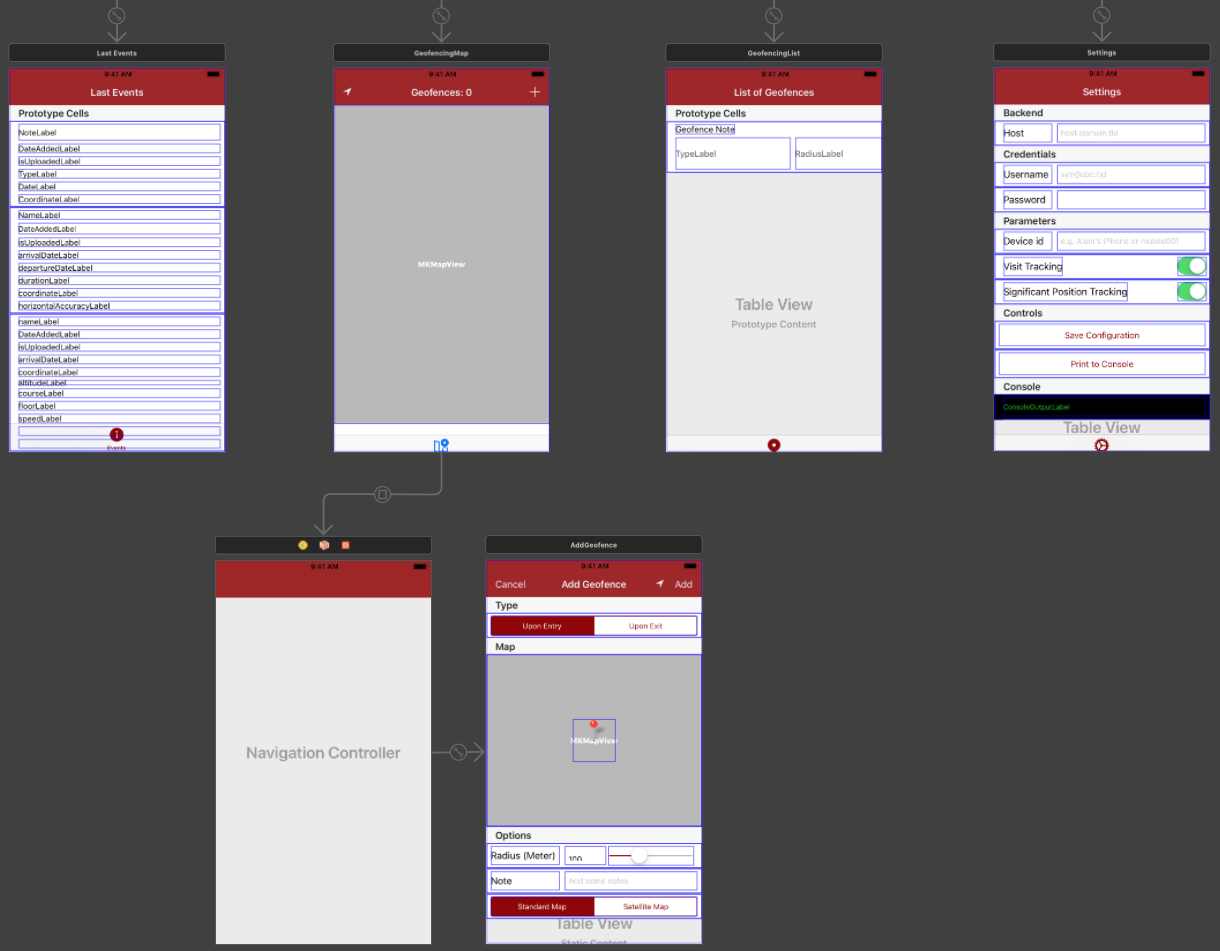 Last Events
9:41 AM
Last Events
Prototype Cells
NoteLabel
DateAddedLabel
isUploadedLabel
TypeLabel
DateLabel
CoordinateLabel
NameLabel
DateAddedLabel
isUploadedLabel
arrivalDateLabel
departureDateLabel
durationLabel
coordinateLabel
horizontalAccuracyLabel
nameLabel
DateAddedLabel
isUploadedLabel
arrivalDateLabel
coordinateLabel
altitudeLabel
courseLabel
floorLabel
speedLabel
Events
GeofencingMap
9:41 AM
Geofences: 0
MKMapView
GeofencingList
9:41 AM
List of Geofences
Prototype Cells
Geofence Note
TypeLabel RadiusLabel
Table View
Prototype Content
Settings
9:41 AM
Settings
Backend
Host host.domain.tld
Credentials
Username xyz@abc.tld
Password
Parameters
Device id e.g. Alain's iPhone or mobile001
Visit Tracking
Significant Position Tracking
Controls
Save Configuration
Print to Console
Console
ConsoleOutputLabel
Table View
9:41 AM
Navigation Controller
AddGeofence
9:41 AM
Cancel Add Geofence Add
Type
Upon Entry Upon Exit
Map
MKMapView
Options
Radius (Meter) 100
Note Add some notes
Standard Map Satellite Map
Table View
Static Content